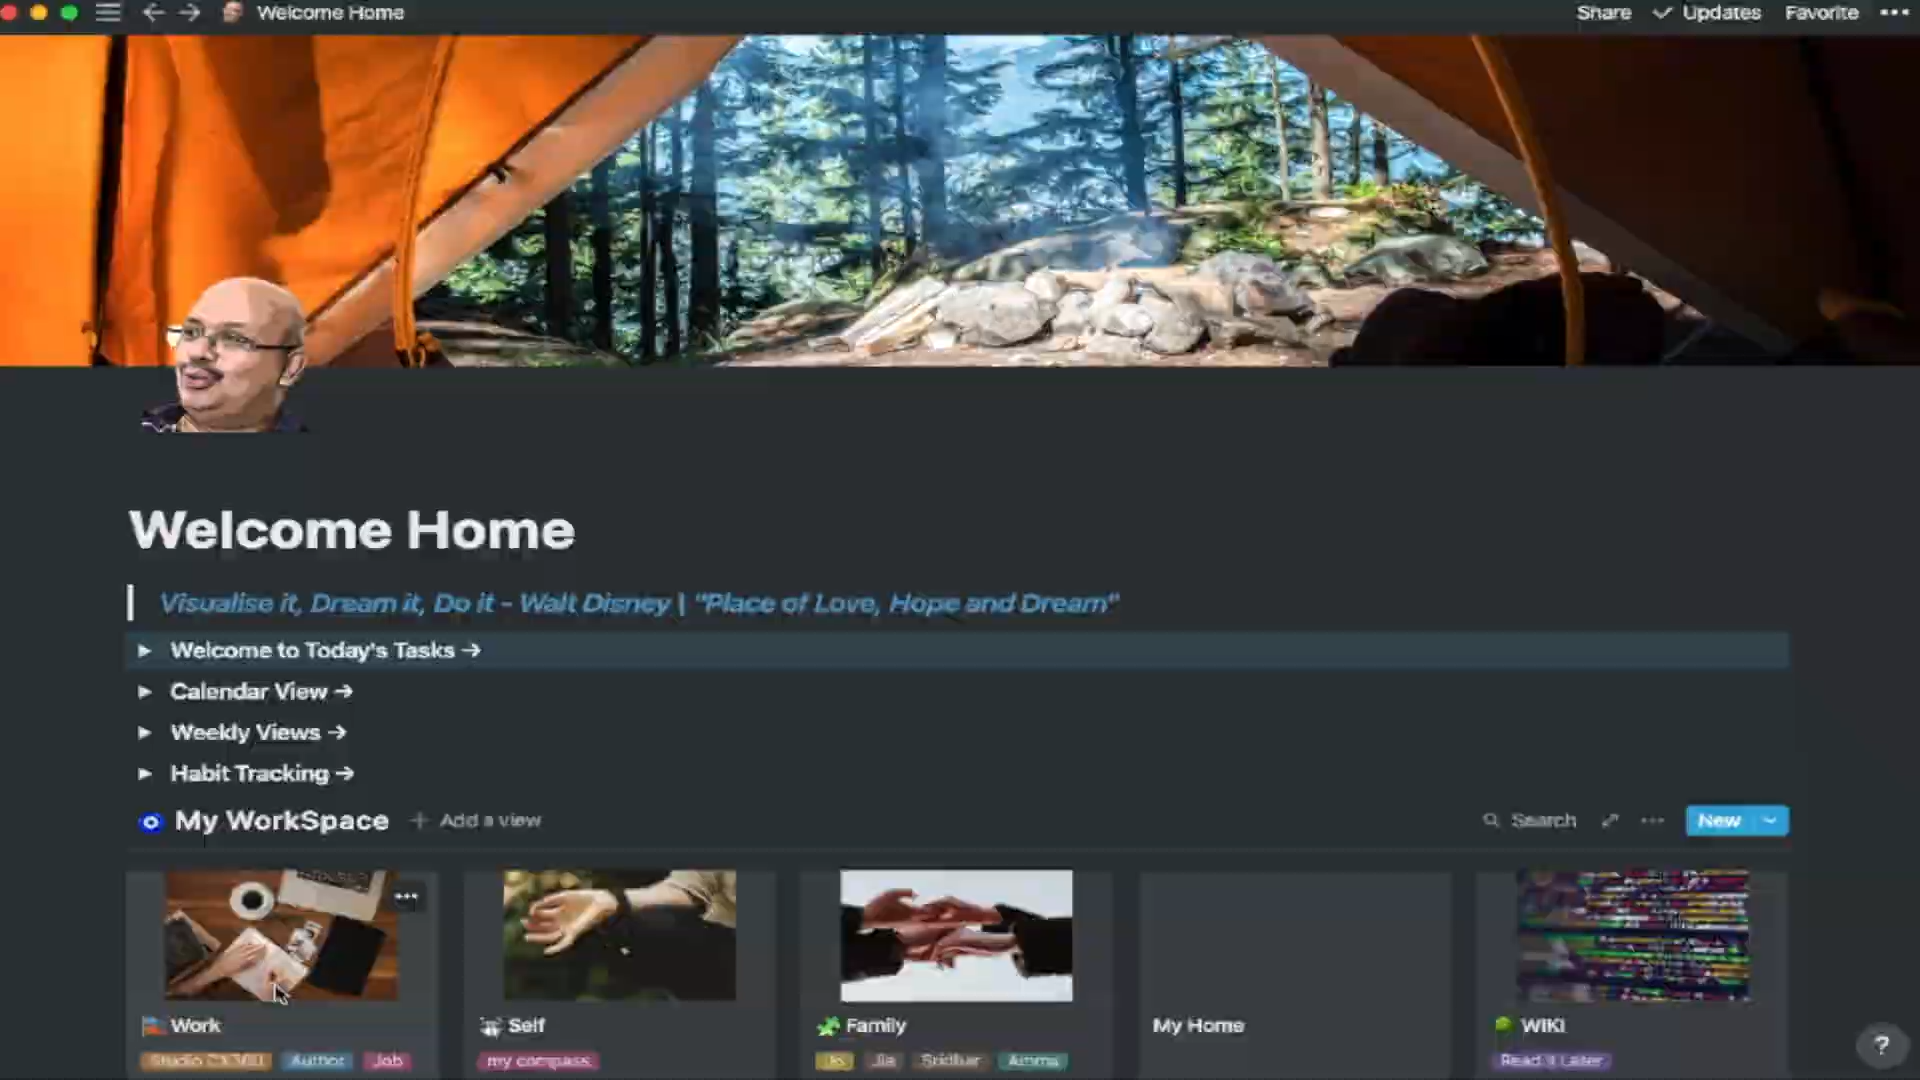 Welcome Home
Share Updates Favorite
Welcome Home
Visualise it, Dream it, Do it - Walt Disney | "Place of Love, Hope and Dream"
Welcome to Today's Tasks →
Calendar View →
Weekly Views →
Habit Tracking →
My WorkSpace + Add a view Search New
Work Self Family My Home WIKI
Author Job my compass Jia Sridhar Amma Read it Later
?